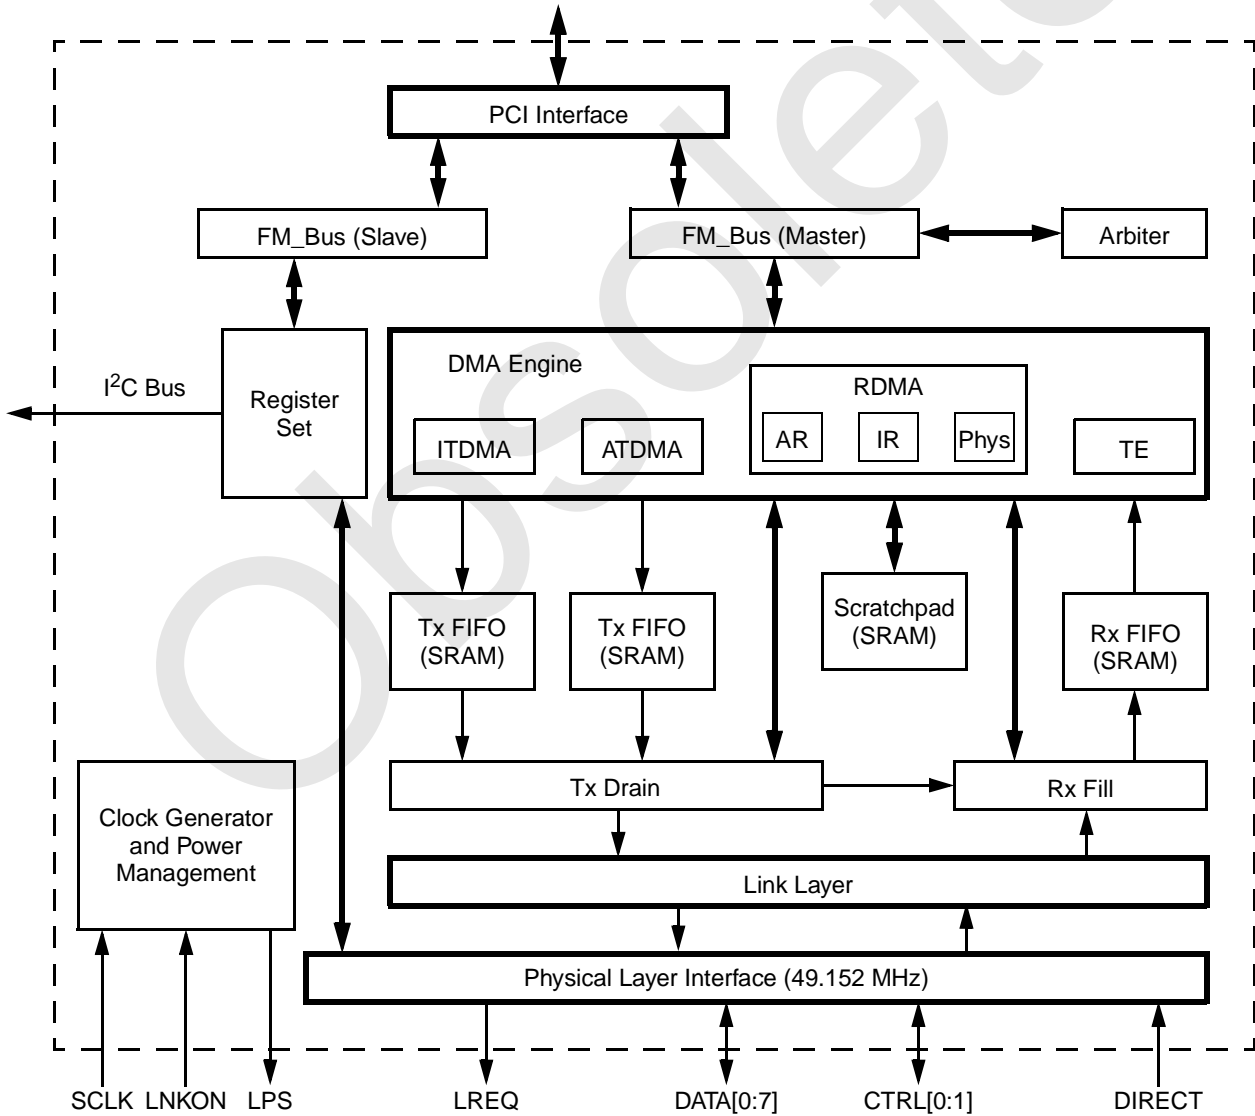 PCI Interface
FM_Bus (Slave)
FM_Bus (Master)
Arbiter
I²C Bus
Register
Set
DMA Engine
RDMA
ITDMA
ATDMA
AR
IR
Phys
TE
Tx FIFO
(SRAM)
Tx FIFO
(SRAM)
Scratchpad
(SRAM)
Rx FIFO
(SRAM)
Tx Drain
Rx Fill
Clock Generator
and Power
Management
Link Layer
Physical Layer Interface (49.152 MHz)
SCLK
LNKON
LPS
LREQ
DATA[0:7]
CTRL[0:1]
DIRECT
Obsolete